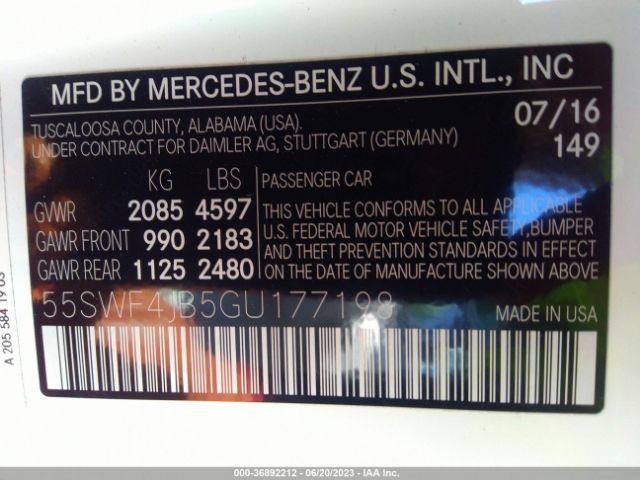 MFD BY MERCEDES-BENZ U.S. INTL., INC
TUSCALOOSA COUNTY, ALABAMA (USA).
UNDER CONTRACT FOR DAIMLER AG, STUTTGART (GERMANY)
07/16
149
KG LBS
GVWR 2085 4597
GAWR FRONT 990 2183
GAWR REAR 1125 2480
PASSENGER CAR
THIS VEHICLE CONFORMS TO ALL APPLICABLE
U.S. FEDERAL MOTOR VEHICLE SAFETY, BUMPER
AND THEFT PREVENTION STANDARDS IN EFFECT
ON THE DATE OF MANUFACTURE SHOWN ABOVE.
55SWF4JB5GU177198
MADE IN USA
A 205 584 19 03
000-36892212 - 06/20/2023 - IAA Inc.